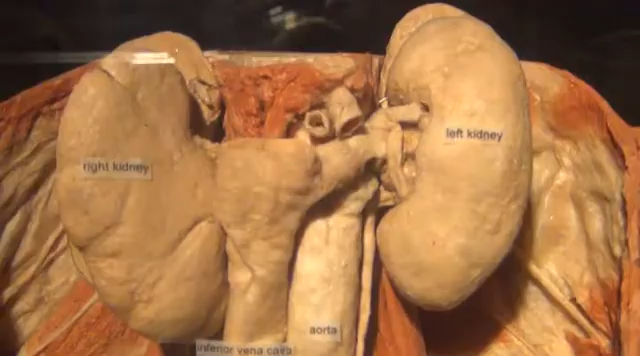 left kidney
right kidney
aorta
inferior vena cava